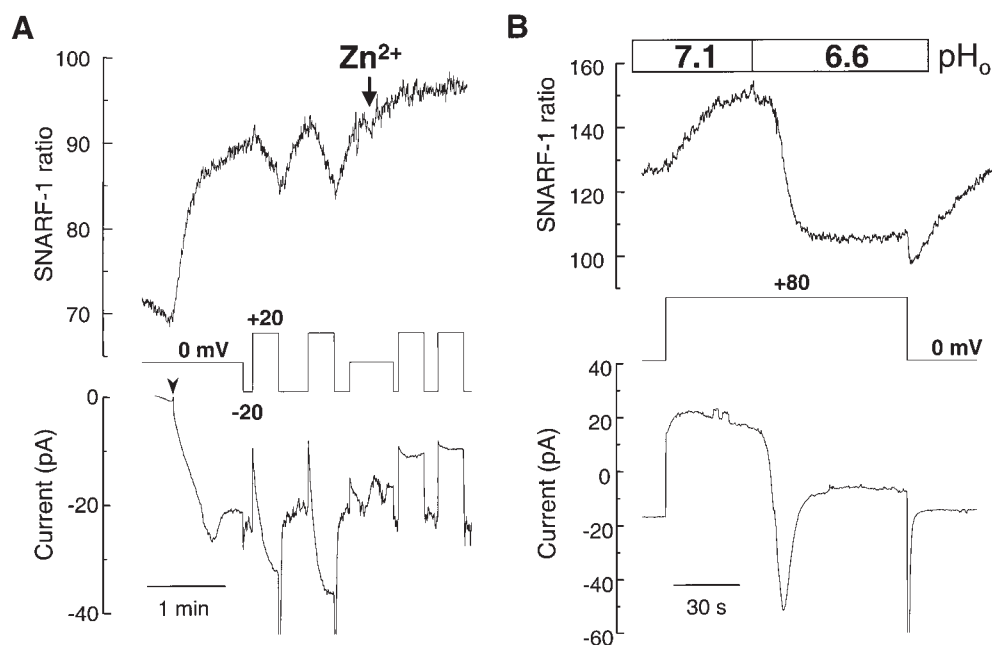 A
100
90
80
70
SNARF-1 ratio
Zn²⁺
0 mV
+20
-20
0
-20
-40
Current (pA)
1 min
B
7.1 6.6 pHₒ
160
140
120
100
SNARF-1 ratio
+80
0 mV
40
20
0
-20
-40
-60
Current (pA)
30 s